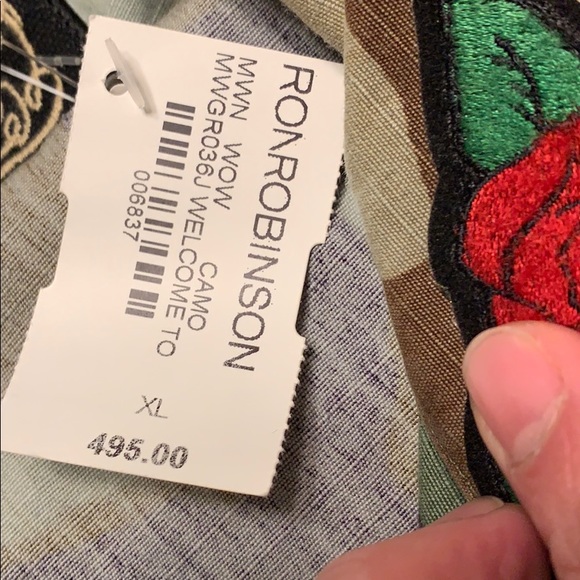 RONROBINSON
MWN WOW CAMO
MWGR036J WELCOME TO
006837
XL
495.00